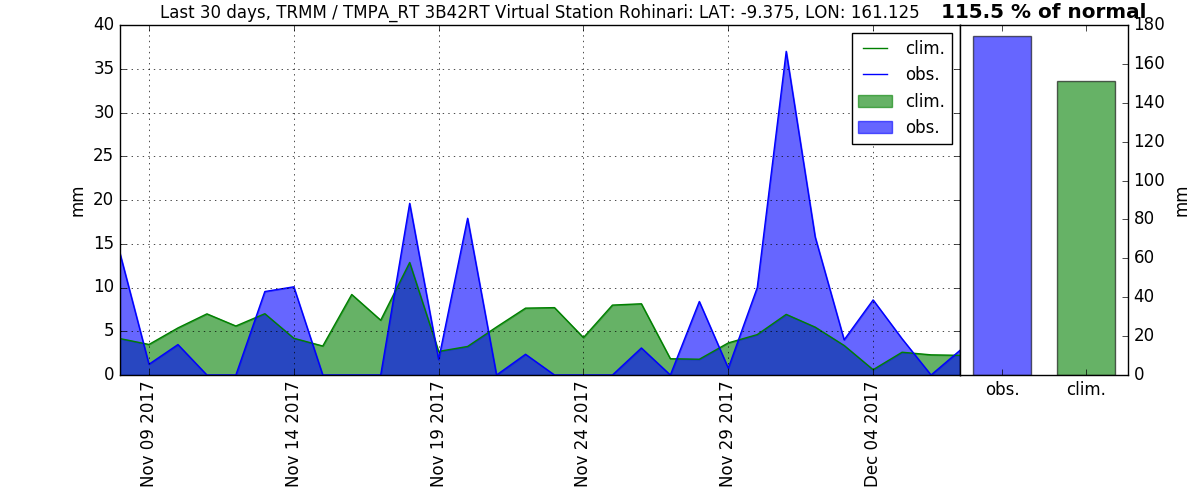 Last 30 days, TRMM / TMPA_RT 3B42RT Virtual Station Rohinari: LAT: -9.375, LON: 161.125
115.5 % of normal
40
35
30
25
20
15
10
5
0
mm
clim.
obs.
clim.
obs.
Nov 09 2017
Nov 14 2017
Nov 19 2017
Nov 24 2017
Nov 29 2017
Dec 04 2017
180
160
140
120
100
80
60
40
20
0
mm
obs.
clim.